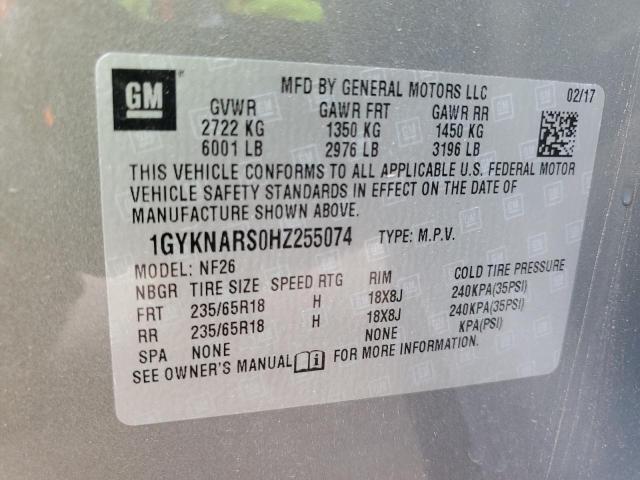 GM
MFD BY GENERAL MOTORS LLC 02/17
GVWR GAWR FRT GAWR RR
2722 KG 1350 KG 1450 KG
6001 LB 2976 LB 3196 LB
THIS VEHICLE CONFORMS TO ALL APPLICABLE U.S. FEDERAL MOTOR
VEHICLE SAFETY STANDARDS IN EFFECT ON THE DATE OF
MANUFACTURE SHOWN ABOVE.
1GYKNARS0HZ255074 TYPE: M.P.V.
MODEL: NF26
NBGR TIRE SIZE SPEED RTG RIM COLD TIRE PRESSURE
FRT 235/65R18 H 18X8J 240KPA(35PSI)
RR 235/65R18 H 18X8J 240KPA(35PSI)
SPA NONE NONE KPA(PSI)
SEE OWNER'S MANUAL i FOR MORE INFORMATION.